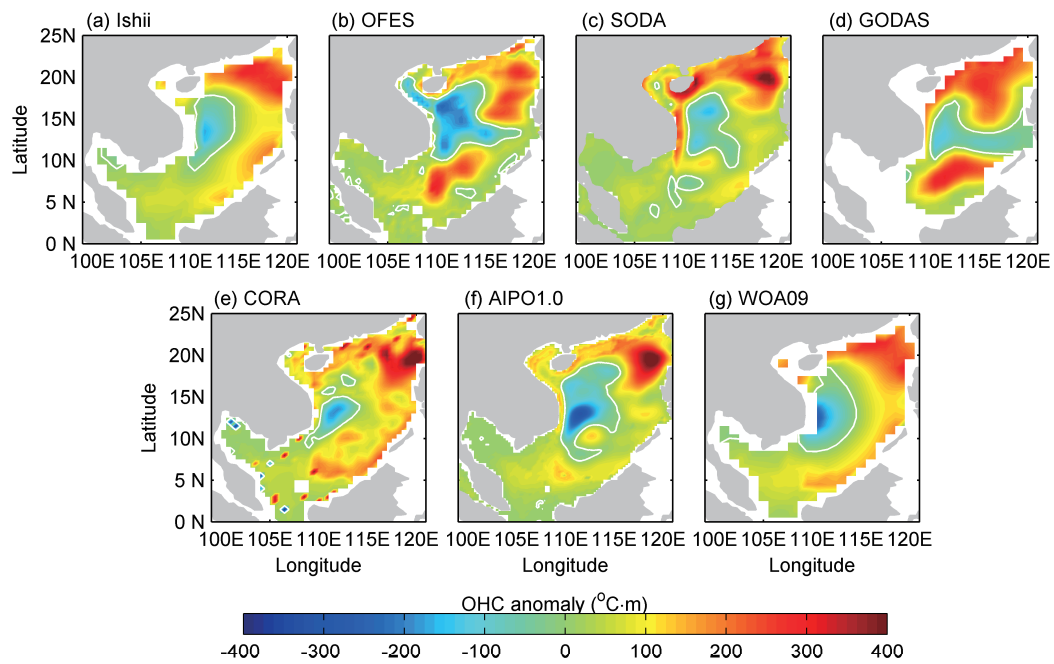 (a) Ishii (b) OFES (c) SODA (d) GODAS
25N
20N
15N
10N
5 N
0 N
Latitude
100E 105E 110E 115E 120E 100E 105E 110E 115E 120E 100E 105E 110E 115E 120E 100E 105E 110E 115E 120E
(e) CORA (f) AIPO1.0 (g) WOA09
25N
20N
15N
10N
5 N
0 N
Latitude
100E 105E 110E 115E 120E 100E 105E 110E 115E 120E 100E 105E 110E 115E 120E
Longitude Longitude Longitude
OHC anomaly (°C·m)
-400 -300 -200 -100 0 100 200 300 400